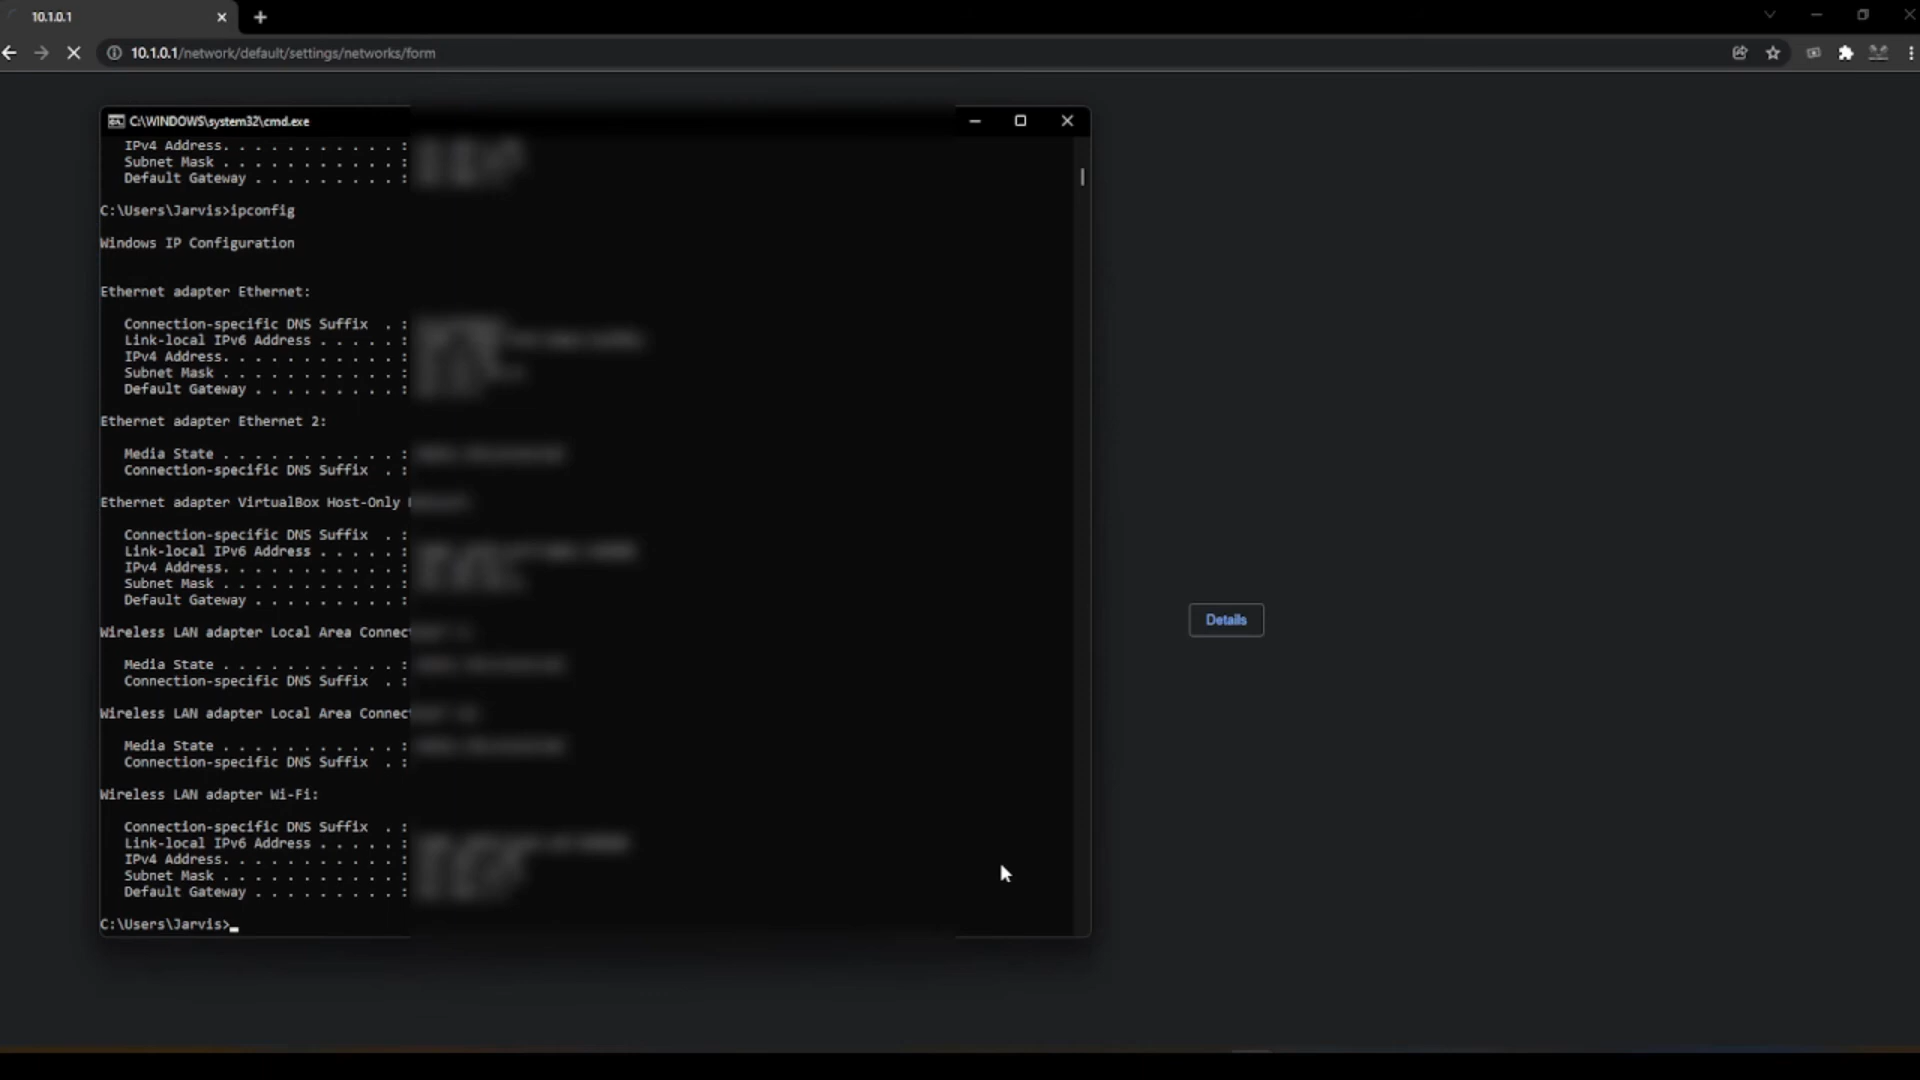 10.1.0.1
10.1.0.1/network/default/settings/networks/form
C:\WINDOWS\system32\cmd.exe
IPv4 Address. . . . . . . . . . . :
Subnet Mask . . . . . . . . . . . :
Default Gateway . . . . . . . . . :
C:\Users\Jarvis>ipconfig
Windows IP Configuration
Ethernet adapter Ethernet:
Connection-specific DNS Suffix  . :
Link-local IPv6 Address . . . . . :
IPv4 Address. . . . . . . . . . . :
Subnet Mask . . . . . . . . . . . :
Default Gateway . . . . . . . . . :
Ethernet adapter Ethernet 2:
Media State . . . . . . . . . . . :
Connection-specific DNS Suffix  . :
Ethernet adapter VirtualBox Host-Only
Connection-specific DNS Suffix  . :
Link-local IPv6 Address . . . . . :
IPv4 Address. . . . . . . . . . . :
Subnet Mask . . . . . . . . . . . :
Default Gateway . . . . . . . . . :
Wireless LAN adapter Local Area
Media State . . . . . . . . . . . :
Connection-specific DNS Suffix  . :
Wireless LAN adapter Local Area
Media State . . . . . . . . . . . :
Connection-specific DNS Suffix  . :
Wireless LAN adapter Wi-Fi:
Connection-specific DNS Suffix  . :
Link-local IPv6 Address . . . . . :
IPv4 Address. . . . . . . . . . . :
Subnet Mask . . . . . . . . . . . :
Default Gateway . . . . . . . . . :
C:\Users\Jarvis>
Details